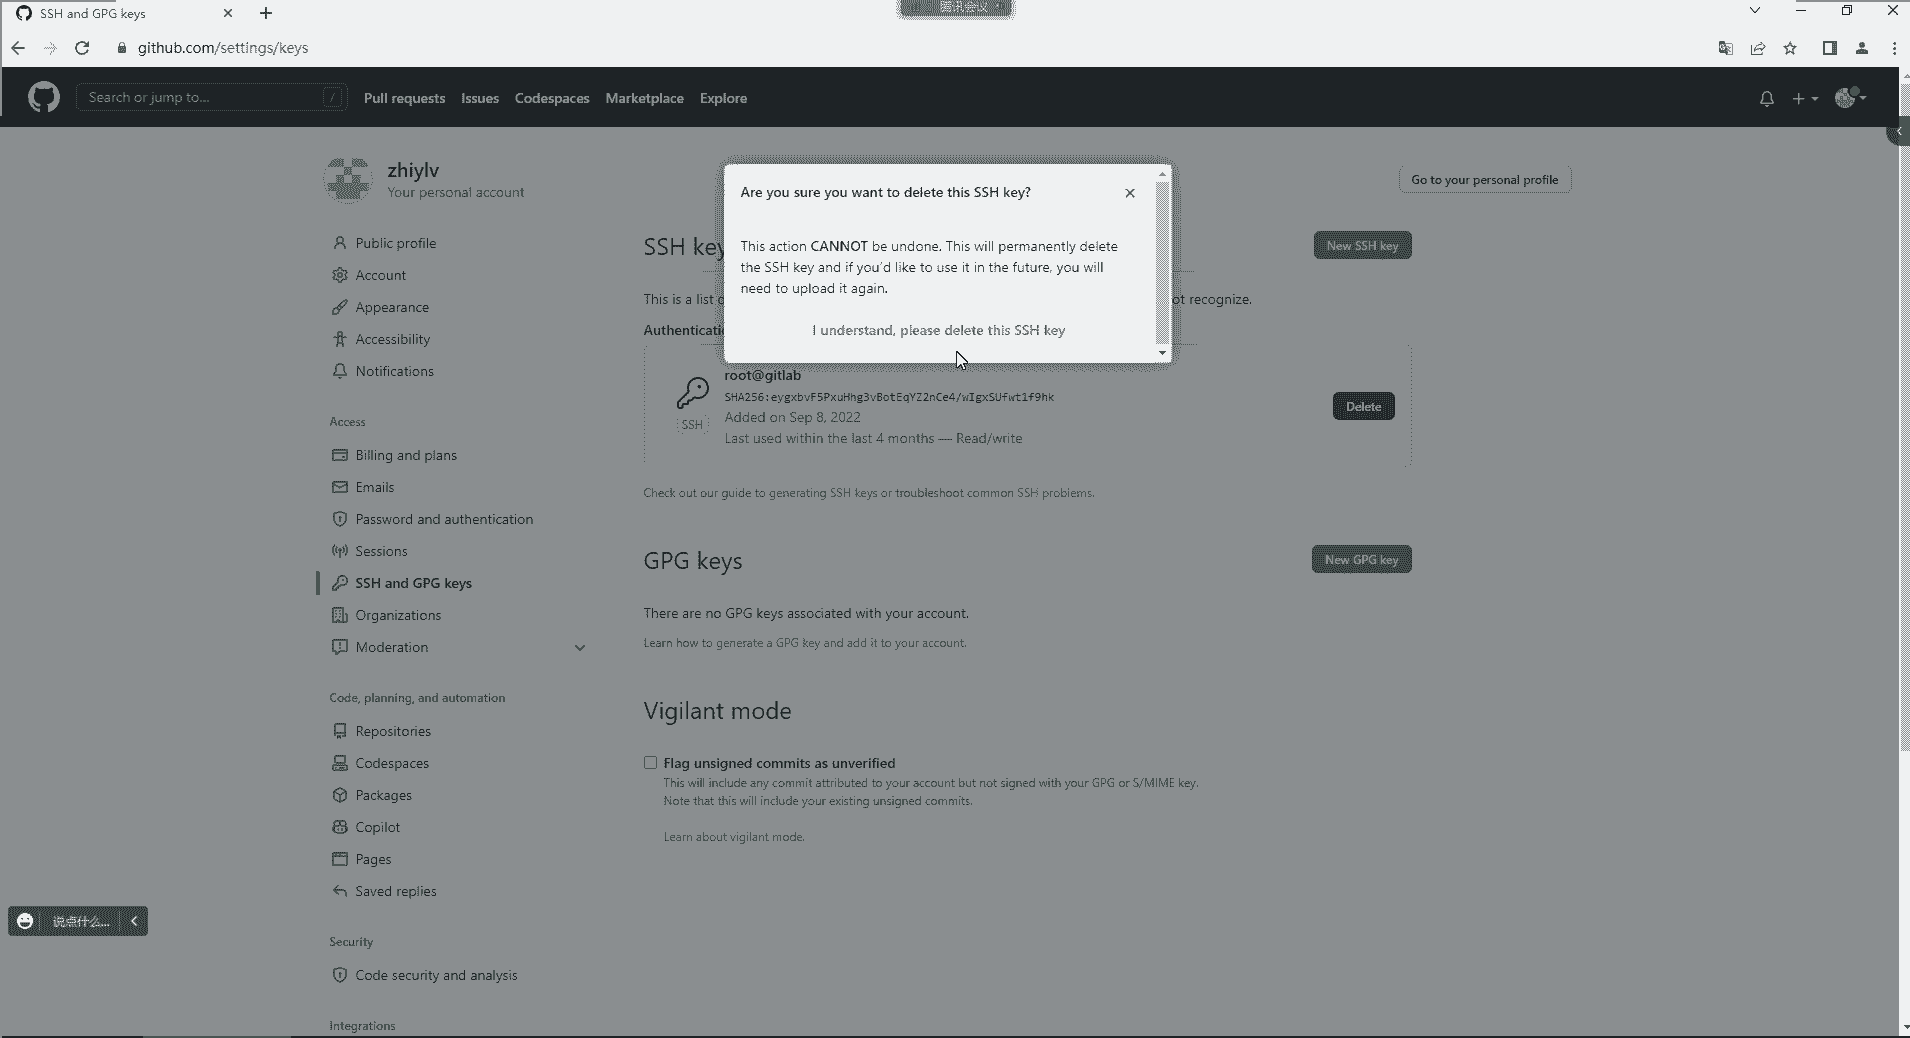 SSH and GPG keys
腾讯会议
github.com/settings/keys
Search or jump to...
/
Pull requests
Issues
Codespaces
Marketplace
Explore
zhiylv
Your personal account
Go to your personal profile
Public profile
Account
Appearance
Accessibility
Notifications
Access
Billing and plans
Emails
Password and authentication
Sessions
SSH and GPG keys
Organizations
Moderation
Code, planning, and automation
Repositories
Codespaces
Packages
Copilot
Pages
Saved replies
Security
Code security and analysis
Integrations
Are you sure you want to delete this SSH key?
This action CANNOT be undone. This will permanently delete
the SSH key and if you'd like to use it in the future, you will
need to upload it again.
I understand, please delete this SSH key
SSH key
New SSH key
This is a list
recognize.
root@gitlab
SHA256:eygxbvF5PxuHhg3vBotEqYZ2nCe4/wIgxSUfwt1f9hk
Added on Sep 8, 2022
Last used within the last 4 months — Read/write
SSH
Delete
Check out our guide to generating SSH keys or troubleshoot common SSH problems.
GPG keys
New GPG key
There are no GPG keys associated with your account.
Learn how to generate a GPG key and add it to your account.
Vigilant mode
Flag unsigned commits as unverified
This will include any commit attributed to your account but not signed with your GPG or S/MIME key.
Note that this will include your existing unsigned commits.
Learn about vigilant mode.
说点什么...